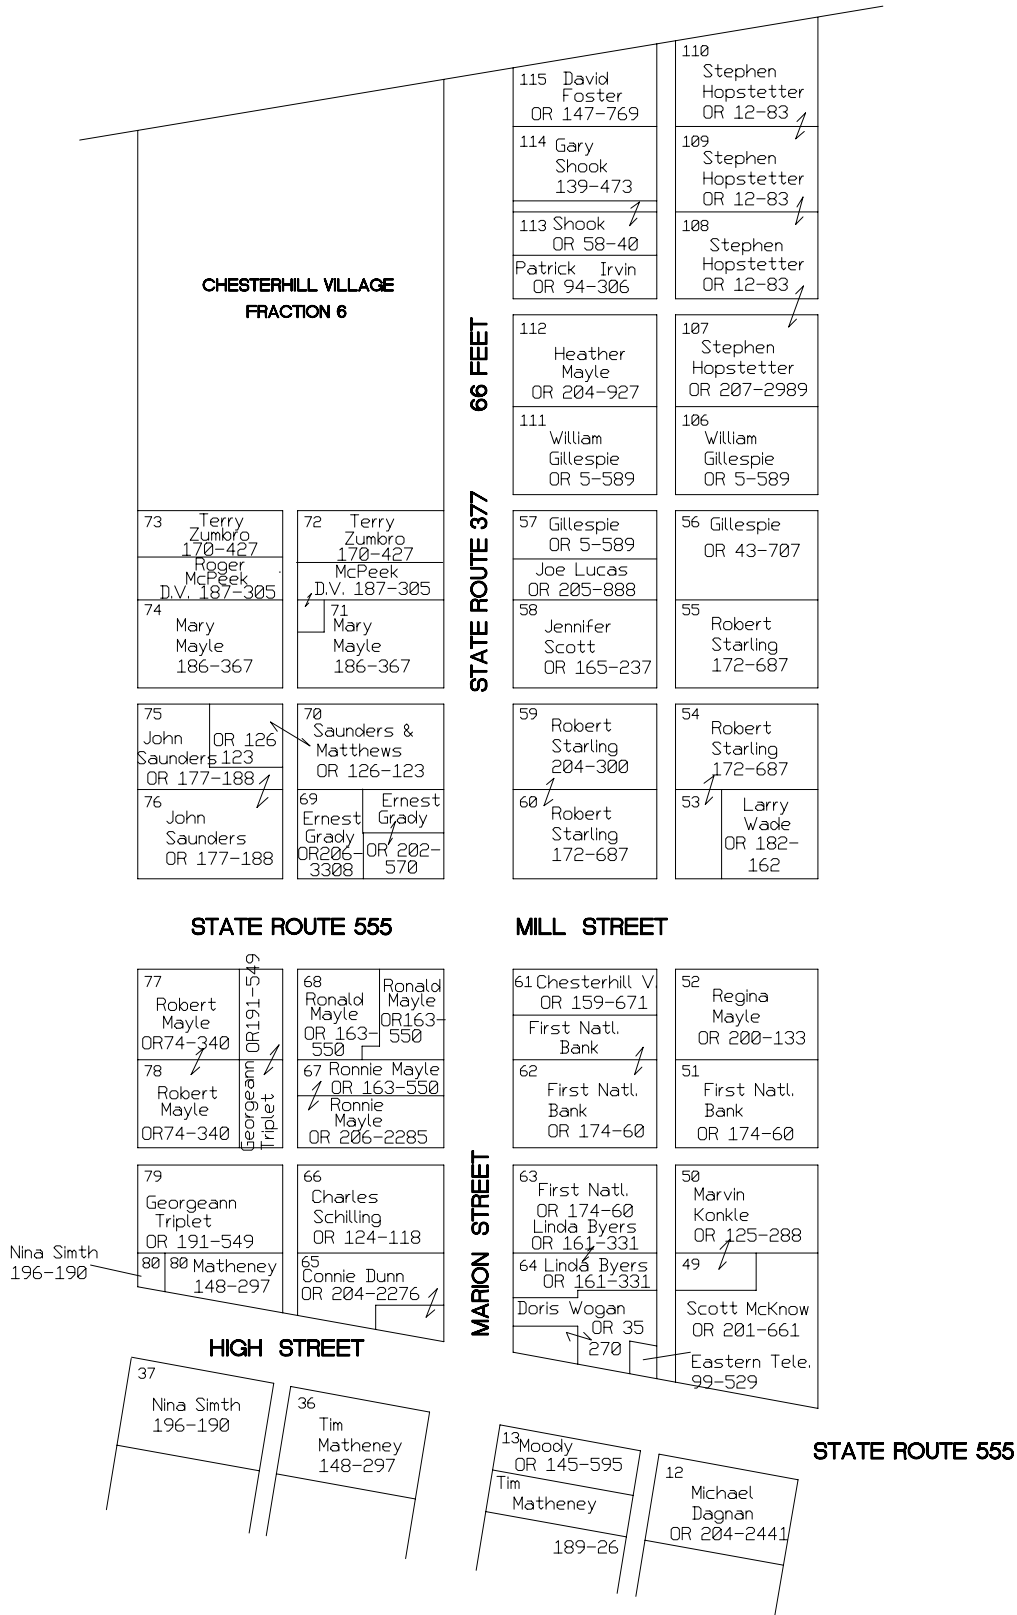 115 David
Foster
OR 147-769
110
Stephen
Hopstetter
OR 12-83
114 Gary
Shook
139-473
109
Stephen
Hopstetter
OR 12-83
113 Shook
OR 58-40
Patrick Irvin
OR 94-306
108
Stephen
Hopstetter
OR 12-83
CHESTERHILL VILLAGE
FRACTION 6
66 FEET
112
Heather
Mayle
OR 204-927
107
Stephen
Hopstetter
OR 207-2989
111
William
Gillespie
OR 5-589
106
William
Gillespie
OR 5-589
STATE ROUTE 377
73 Terry
Zumbro
170-427
Roger
McPeek
D.V. 187-305
72 Terry
Zumbro
170-427
McPeek
D.V. 187-305
57 Gillespie
OR 5-589
Joe Lucas
OR 205-888
56 Gillespie
OR 43-707
74
Mary
Mayle
186-367
71
Mary
Mayle
186-367
58
Jennifer
Scott
OR 165-237
55
Robert
Starling
172-687
75
John
Saunders
OR 177-188
OR 126
123
70
Saunders &
Matthews
OR 126-123
59
Robert
Starling
204-300
54
Robert
Starling
172-687
76
John
Saunders
OR 177-188
69
Ernest
Grady
OR206-
3308
Ernest
Grady
OR 202-
570
60
Robert
Starling
172-687
53
Larry
Wade
OR 182-
162
STATE ROUTE 555
MILL STREET
77
Robert
Mayle
OR74-340
OR191-549
Georgeann
Triplet
68
Ronald
Mayle
OR 163-
550
Ronald
Mayle
OR163-
550
61 Chesterhill V.
OR 159-671
First Natl.
Bank
52
Regina
Mayle
OR 200-133
78
Robert
Mayle
OR74-340
67 Ronnie Mayle
OR 163-550
Ronnie
Mayle
OR 206-2285
62
First Natl.
Bank
OR 174-60
51
First Natl.
Bank
OR 174-60
MARION STREET
79
Georgeann
Triplet
OR 191-549
66
Charles
Schilling
OR 124-118
63
First Natl.
OR 174-60
Linda Byers
OR 161-331
50
Marvin
Konkle
OR 125-288
Nina Simth
196-190
80
80 Matheney
148-297
65
Connie Dunn
OR 204-2276
64 Linda Byers
OR 161-331
Doris Wogan
OR 35
270
49
Scott McKnow
OR 201-661
Eastern Tele.
99-529
HIGH STREET
37
Nina Simth
196-190
36
Tim
Matheney
148-297
13 Moody
OR 145-595
Tim
Matheney
189-26
12
Michael
Dagnan
OR 204-2441
STATE ROUTE 555